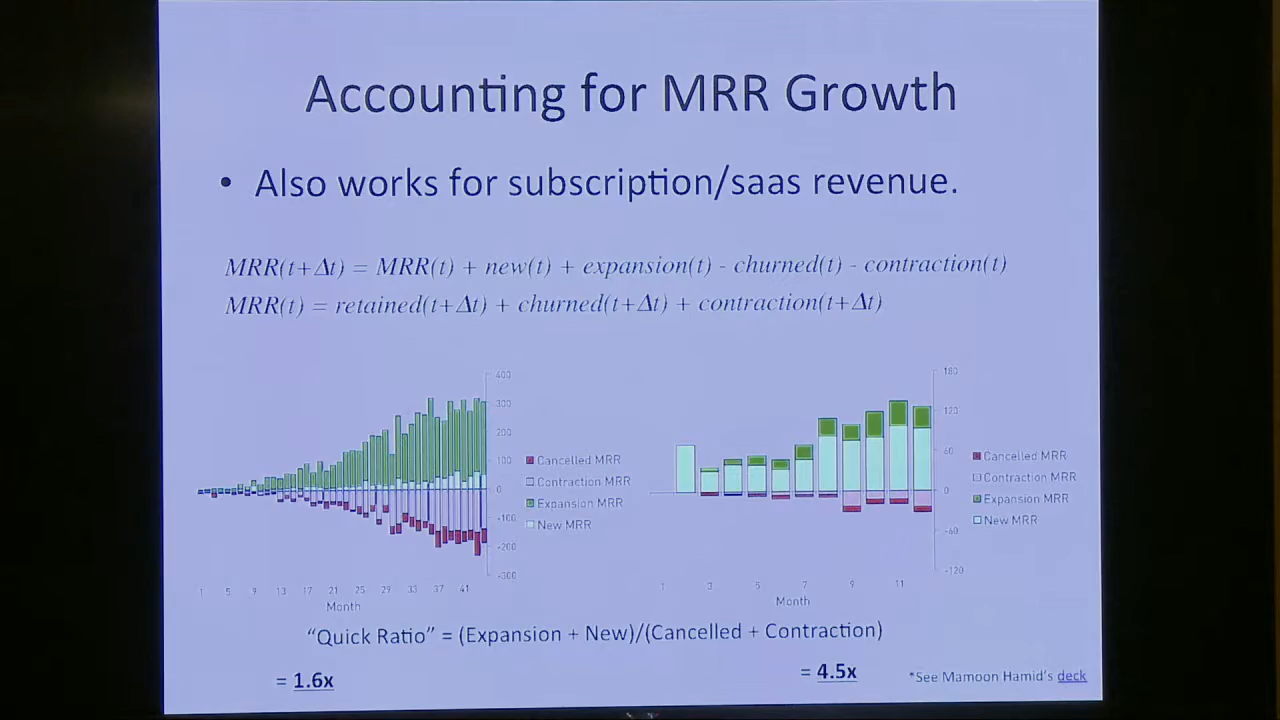 Accounting for MRR Growth
• Also works for subscription/saas revenue.
MRR(t+Δt) = MRR(t) + new(t) + expansion(t) - churned(t) - contraction(t)
MRR(t) = retained(t+Δt) + churned(t+Δt) + contraction(t+Δt)
400
300
200
100
0
-100
-200
-300
Cancelled MRR
Contraction MRR
Expansion MRR
New MRR
1 5 9 13 17 21 25 29 33 37 41
Month
180
120
60
0
-60
-120
Cancelled MRR
Contraction MRR
Expansion MRR
New MRR
1 3 5 7 9 11
Month
“Quick Ratio” = (Expansion + New)/(Cancelled + Contraction)
= 1.6x
= 4.5x
*See Mamoon Hamid's deck